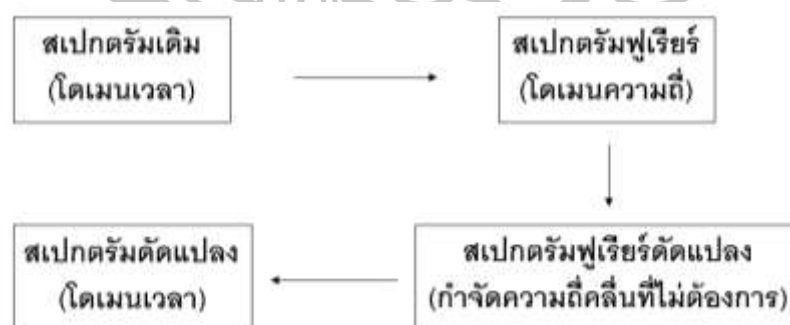 สเปกตรัมเดิม
(โดเมนเวลา)
สเปกตรัมฟูเรียร์
(โดเมนความถี่)
สเปกตรัมฟูเรียร์ดัดแปลง
(กำจัดความถี่คลื่นที่ไม่ต้องการ)
สเปกตรัมดัดแปลง
(โดเมนเวลา)